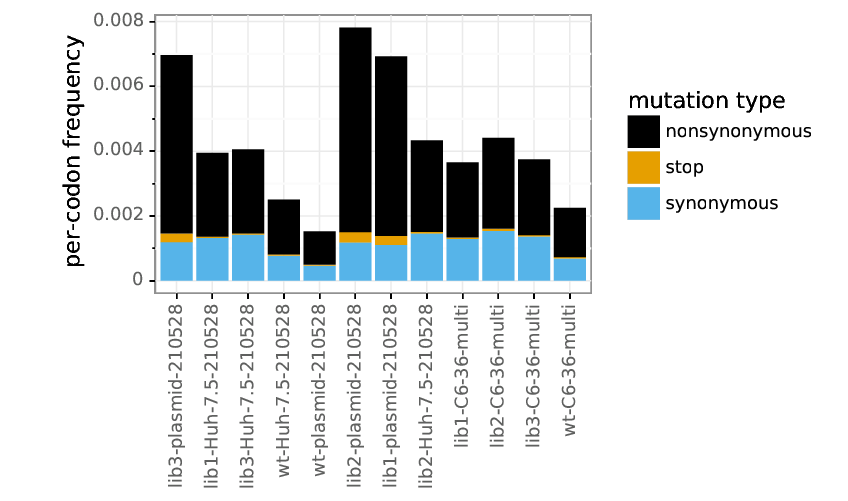 per-codon frequency
0.008
0.006
0.004
0.002
0
lib3-plasmid-210528
lib1-Huh-7.5-210528
lib3-Huh-7.5-210528
wt-Huh-7.5-210528
wt-plasmid-210528
lib2-plasmid-210528
lib1-plasmid-210528
lib2-Huh-7.5-210528
lib1-C6-36-multi
lib2-C6-36-multi
lib3-C6-36-multi
wt-C6-36-multi
mutation type
nonsynonymous
stop
synonymous